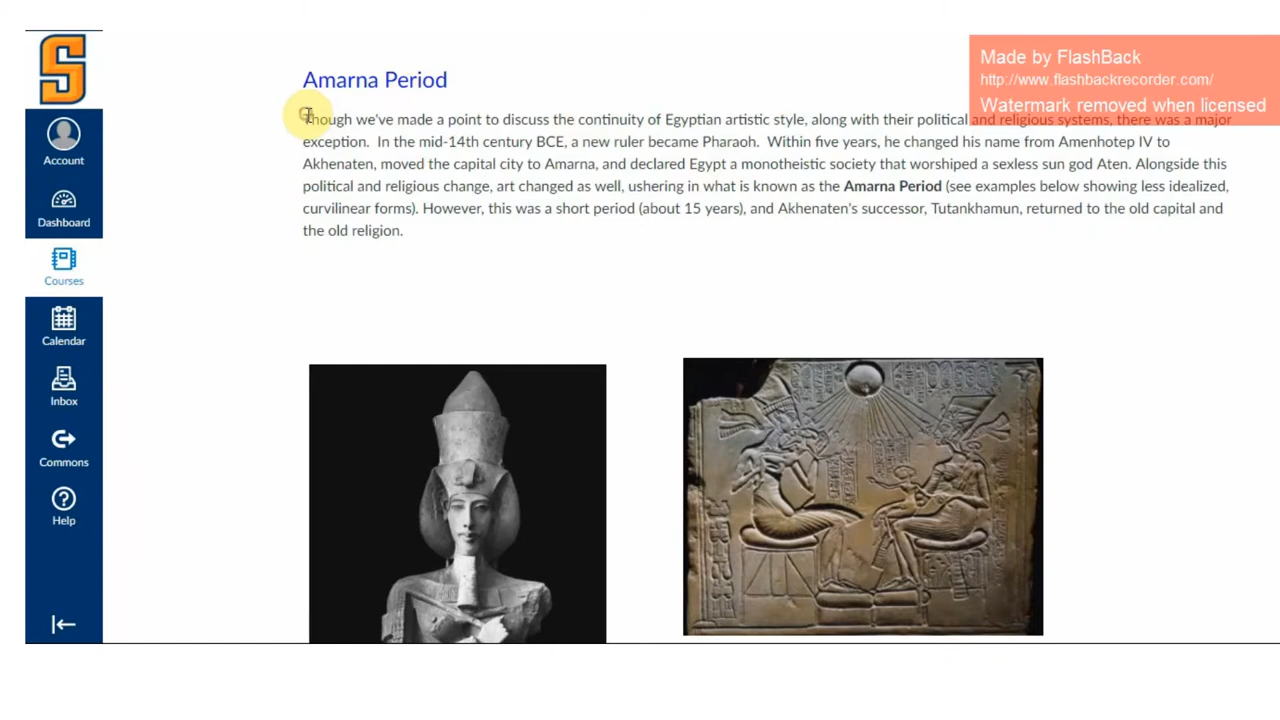 S
Account
Dashboard
Courses
Calendar
Inbox
Commons
Help
Made by FlashBack
http://www.flashbackrecorder.com/
Watermark removed when licensed
Amarna Period
Though we've made a point to discuss the continuity of Egyptian artistic style, along with their political and religious systems, there was a major
exception.  In the mid-14th century BCE, a new ruler became Pharaoh.  Within five years, he changed his name from Amenhotep IV to
Akhenaten, moved the capital city to Amarna, and declared Egypt a monotheistic society that worshiped a sexless sun god Aten. Alongside this
political and religious change, art changed as well, ushering in what is known as the Amarna Period (see examples below showing less idealized,
curvilinear forms). However, this was a short period (about 15 years), and Akhenaten's successor, Tutankhamun, returned to the old capital and
the old religion.